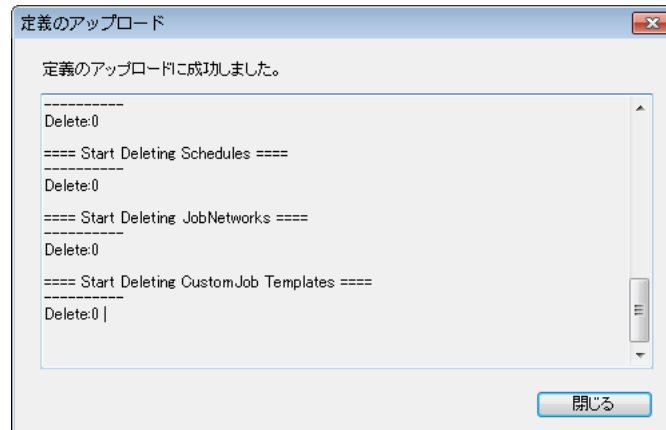 定義のアップロード
定義のアップロードに成功しました。
----------
Delete:0
==== Start Deleting Schedules ====
----------
Delete:0
==== Start Deleting JobNetworks ====
----------
Delete:0
==== Start Deleting CustomJob Templates ====
----------
Delete:0
閉じる